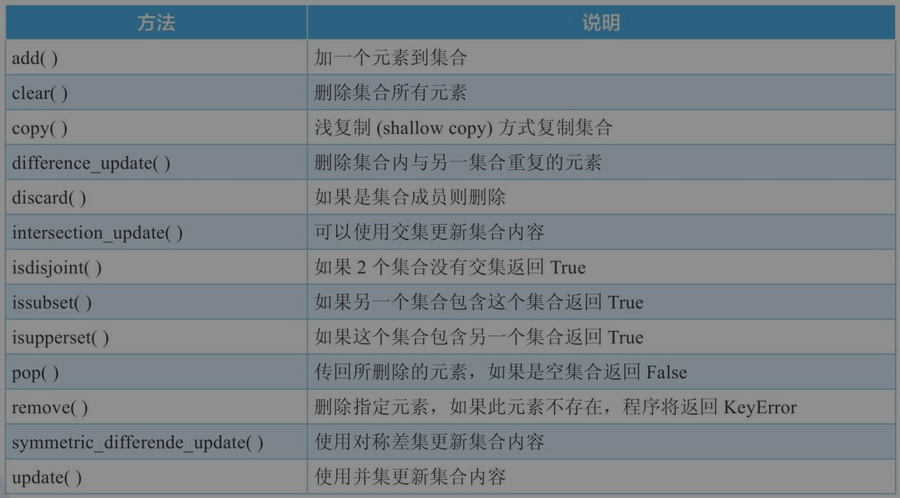 方法 说明
add( ) 加一个元素到集合
clear( ) 删除集合所有元素
copy( ) 浅复制 (shallow copy) 方式复制集合
difference_update( ) 删除集合内与另一集合重复的元素
discard( ) 如果是集合成员则删除
intersection_update( ) 可以使用交集更新集合内容
isdisjoint( ) 如果 2 个集合没有交集返回 True
issubset( ) 如果另一个集合包含这个集合返回 True
isupperset( ) 如果这个集合包含另一个集合返回 True
pop( ) 传回所删除的元素，如果是空集合返回 False
remove( ) 删除指定元素，如果此元素不存在，程序将返回 KeyError
symmetric_differende_update( ) 使用对称差集更新集合内容
update( ) 使用并集更新集合内容